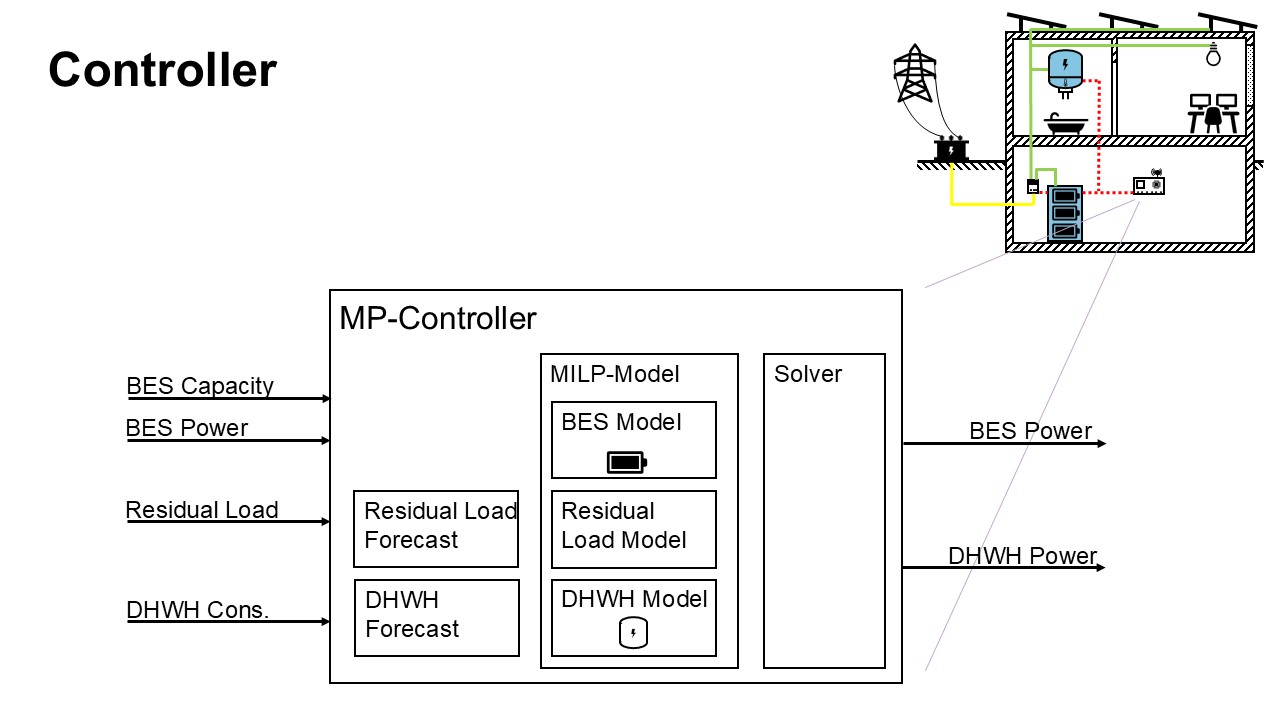 Controller
MP-Controller
BES Capacity
BES Power
Residual Load
DHWH Cons.
Residual Load
Forecast
DHWH
Forecast
MILP-Model
BES Model
Residual
Load Model
DHWH Model
Solver
BES Power
DHWH Power